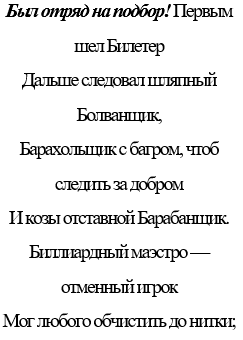 Был отряд на подбор! Первым
шел Билетер
Дальше следовал шляпный
Болванщик,
Барахольщик с багром, чтоб
следить за добром
И козы отставной Барабанщик.
Биллиардный маэстро —
отменный игрок
Мог любого обчистить до нитки;